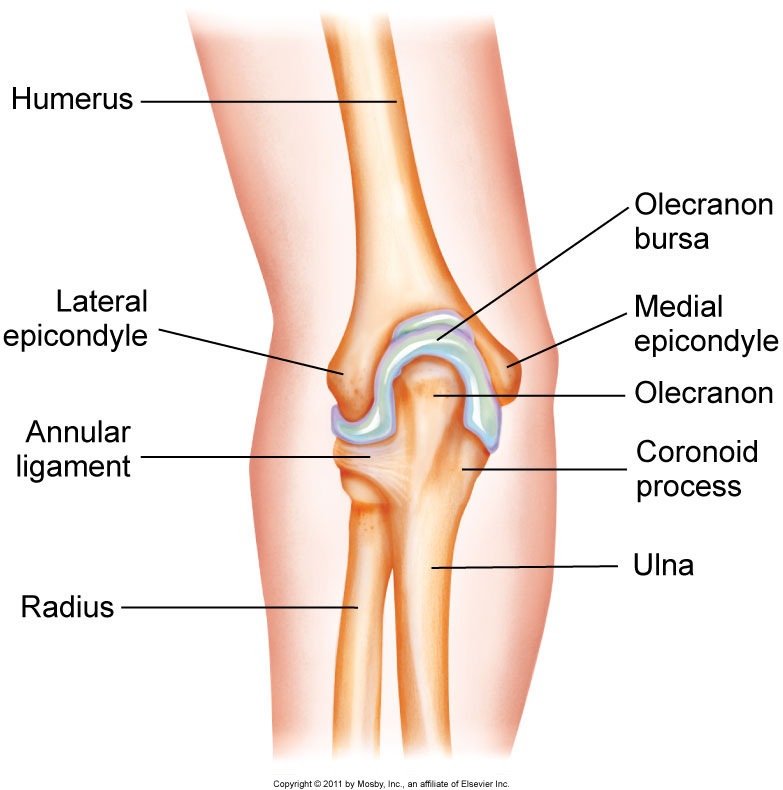 Humerus
Olecranon
bursa
Lateral
epicondyle
Medial
epicondyle
Olecranon
Annular
ligament
Coronoid
process
Ulna
Radius
Copyright © 2011 by Mosby, Inc., an affiliate of Elsevier Inc.